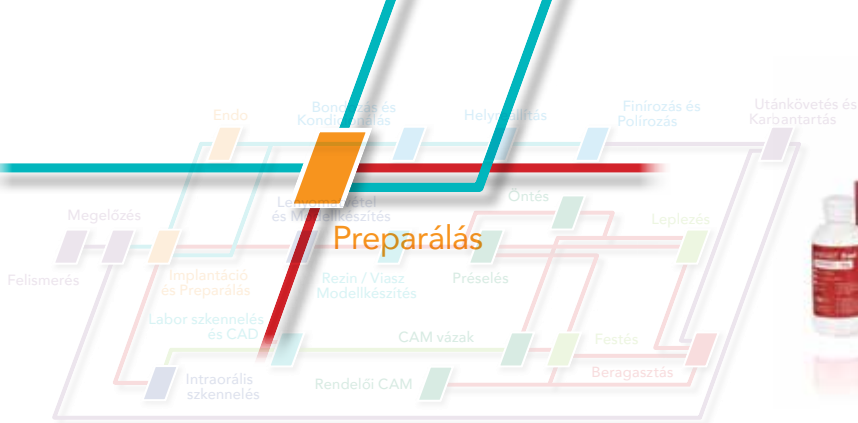 Endo
Bondozás és
Kondicionálás
Helyreállítás
Finírozás és
Polírozás
Utánkövetés és
Karbantartás
Megelőzés
Lenyomatvétel
és Modellkészítés
Öntés
Leplezés
Preparálás
Felismerés
Implantáció
és Preparálás
Rezin / Viasz
Modellkészítés
Préselés
Labor szkennelés
és CAD
CAM vázak
Festés
Beragasztás
Intraorális
szkennelés
Rendelői CAM